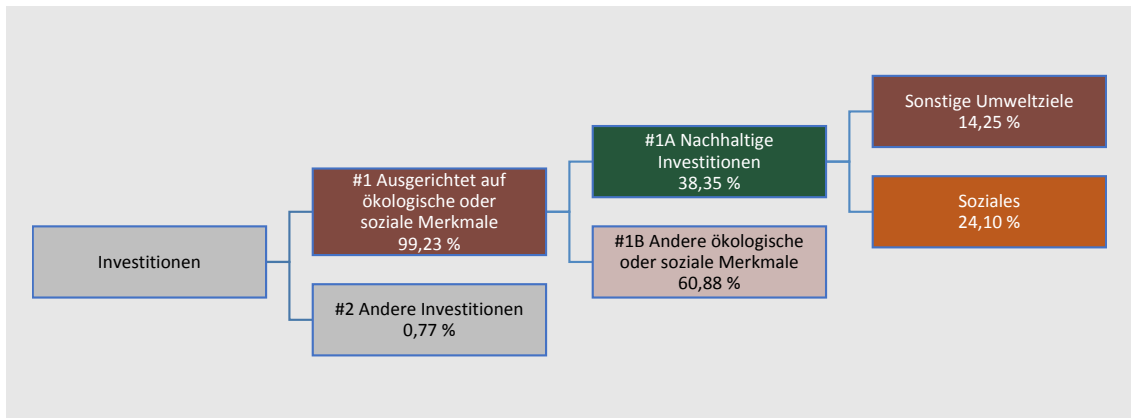 Investitionen
#1 Ausgerichtet auf
ökologische oder
soziale Merkmale
99,23 %
#2 Andere Investitionen
0,77 %
#1A Nachhaltige
Investitionen
38,35 %
#1B Andere ökologische
oder soziale Merkmale
60,88 %
Sonstige Umweltziele
14,25 %
Soziales
24,10 %